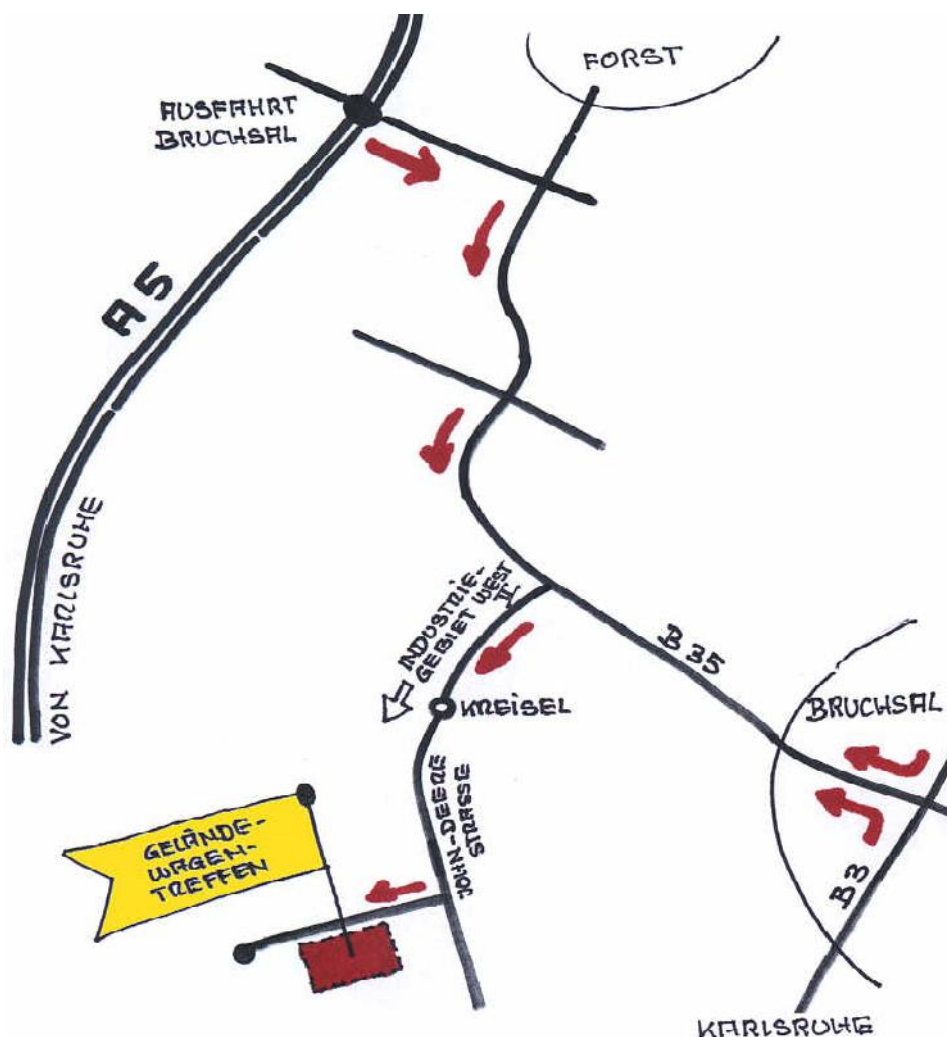 FORST
AUSFAHRT
BRUCHSAL
A5
VON KARLSRUHE
INDUSTRIE-
GEBIET WEST
II
B 35
KREISEL
BRUCHSAL
JOHN-DEERE
STRASSE
GELÄNDE-
WAGEN-
TREFFEN
B3
KARLSRUHE